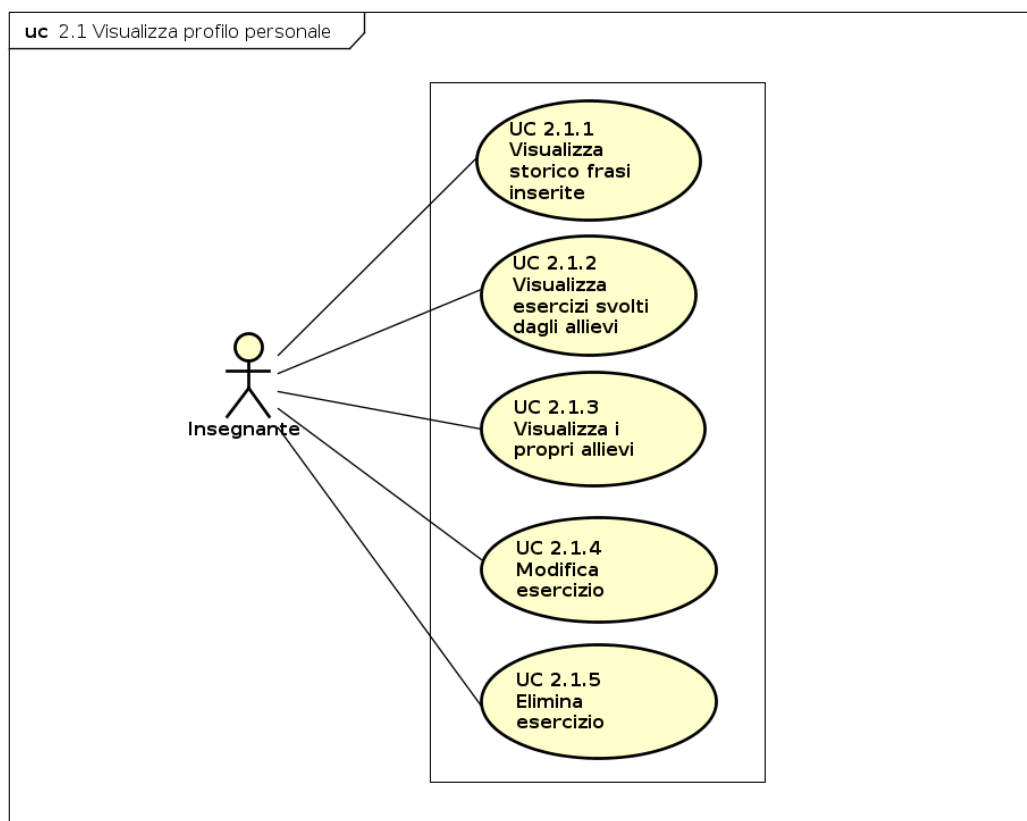 uc 2.1 Visualizza profilo personale
UC 2.1.1
Visualizza
storico frasi
inserite
UC 2.1.2
Visualizza
esercizi svolti
dagli allievi
UC 2.1.3
Visualizza i
propri allievi
Insegnante
UC 2.1.4
Modifica
esercizio
UC 2.1.5
Elimina
esercizio